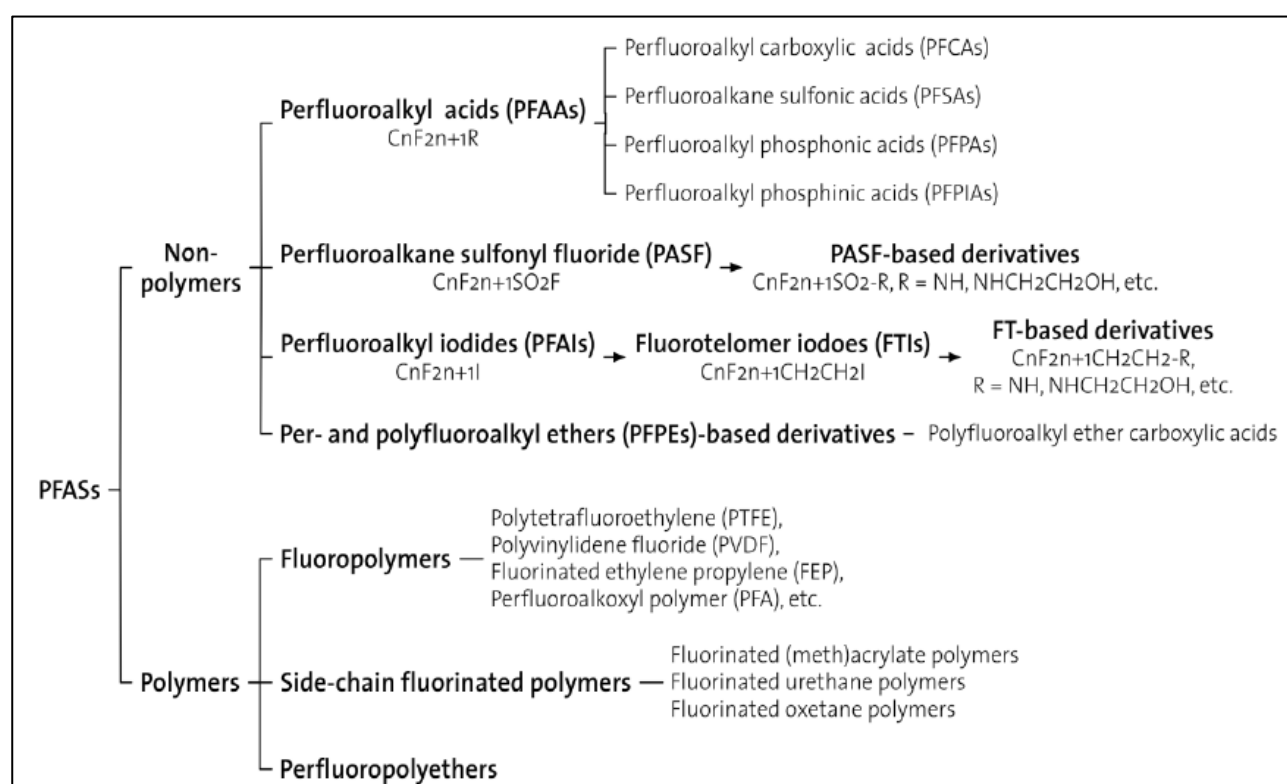 Perfluoroalkyl carboxylic acids (PFCAs)
Perfluoroalkane sulfonic acids (PFSAs)
Perfluoroalkyl acids (PFAAs)
CnF2n+1R
Perfluoroalkyl phosphonic acids (PFPAs)
Perfluoroalkyl phosphinic acids (PFPIAs)
Non-
polymers
Perfluoroalkane sulfonyl fluoride (PASF)
CnF2n+1SO2F
PASF-based derivatives
CnF2n+1SO2-R, R = NH, NHCH2CH2OH, etc.
Perfluoroalkyl iodides (PFAIs)
CnF2n+1I
Fluorotelomer iodoes (FTIs)
CnF2n+1CH2CH2I
FT-based derivatives
CnF2n+1CH2CH2-R,
R = NH, NHCH2CH2OH, etc.
Per- and polyfluoroalkyl ethers (PFPEs)-based derivatives
Polyfluoroalkyl ether carboxylic acids
PFASs
Fluoropolymers
Polytetrafluoroethylene (PTFE),
Polyvinylidene fluoride (PVDF),
Fluorinated ethylene propylene (FEP),
Perfluoroalkoxyl polymer (PFA), etc.
Polymers
Side-chain fluorinated polymers
Fluorinated (meth)acrylate polymers
Fluorinated urethane polymers
Fluorinated oxetane polymers
Perfluoropolyethers